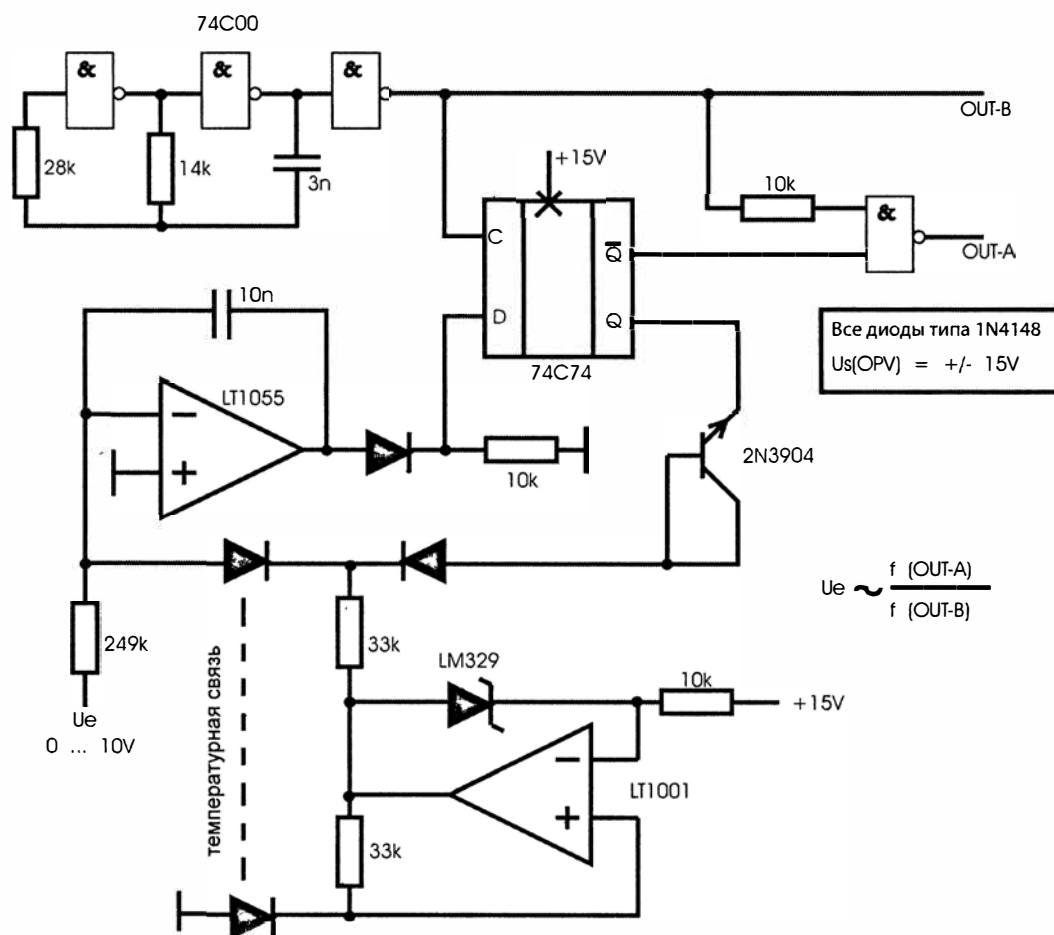 74C00
&
&
&
OUT-B
28k
14k
3n
+15V
10k
&
OUT-A
C
Q
D
Q
10n
74C74
Все диоды типа 1N4148
Us(OPV) = +/- 15V
LT1055
−
+
10k
2N3904
Ue ~ f (OUT-A)
f (OUT-B)
249k
33k
LM329
10k
+15V
Ue
0 ... 10V
температурная связь
−
+
LT1001
33k